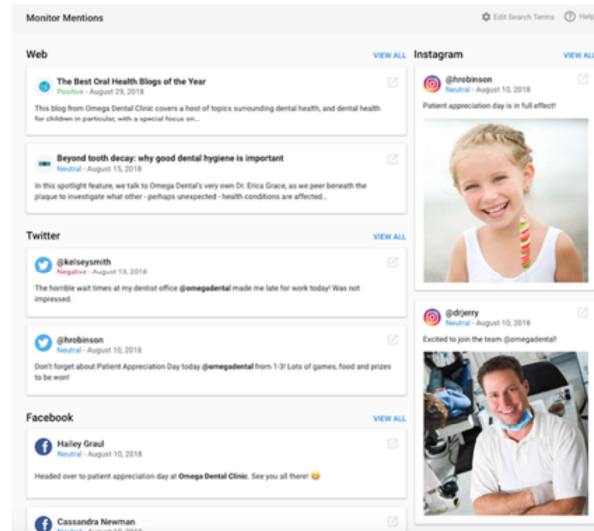 Monitor Mentions
Edit Search Terms
Help
Web
VIEW ALL
The Best Oral Health Blogs of the Year
Positive - August 29, 2018
This blog from Omega Dental Clinic covers a host of topics surrounding dental health, and dental health
for children in particular, with a special focus on...
Beyond tooth decay: why good dental hygiene is important
Neutral - August 15, 2018
In this spotlight feature, we talk to Omega Dental's very own Dr. Erica Grace, as we peer beneath the
plaque to investigate what other - perhaps unexpected - health conditions are affected...
Twitter
VIEW ALL
@kelseysmith
Negative - August 13, 2018
The horrible wait times at my dentist office @omegadental made me late for work today! Was not
impressed.
@hrobinson
Neutral - August 10, 2018
Don't forget about Patient Appreciation Day today @omegadental from 1-3! Lots of games, food and prizes
to be won!
Facebook
VIEW ALL
Hailey Graul
Neutral - August 10, 2018
Headed over to patient appreciation day at Omega Dental Clinic. See you all there! 😀
Cassandra Newman
Neutral - August 10, 2018
Instagram
VIEW ALL
@hrobinson
Neutral - August 10, 2018
Patient appreciation day is in full effect!
@drjerry
Neutral - August 10, 2018
Excited to join the team @omegadental!